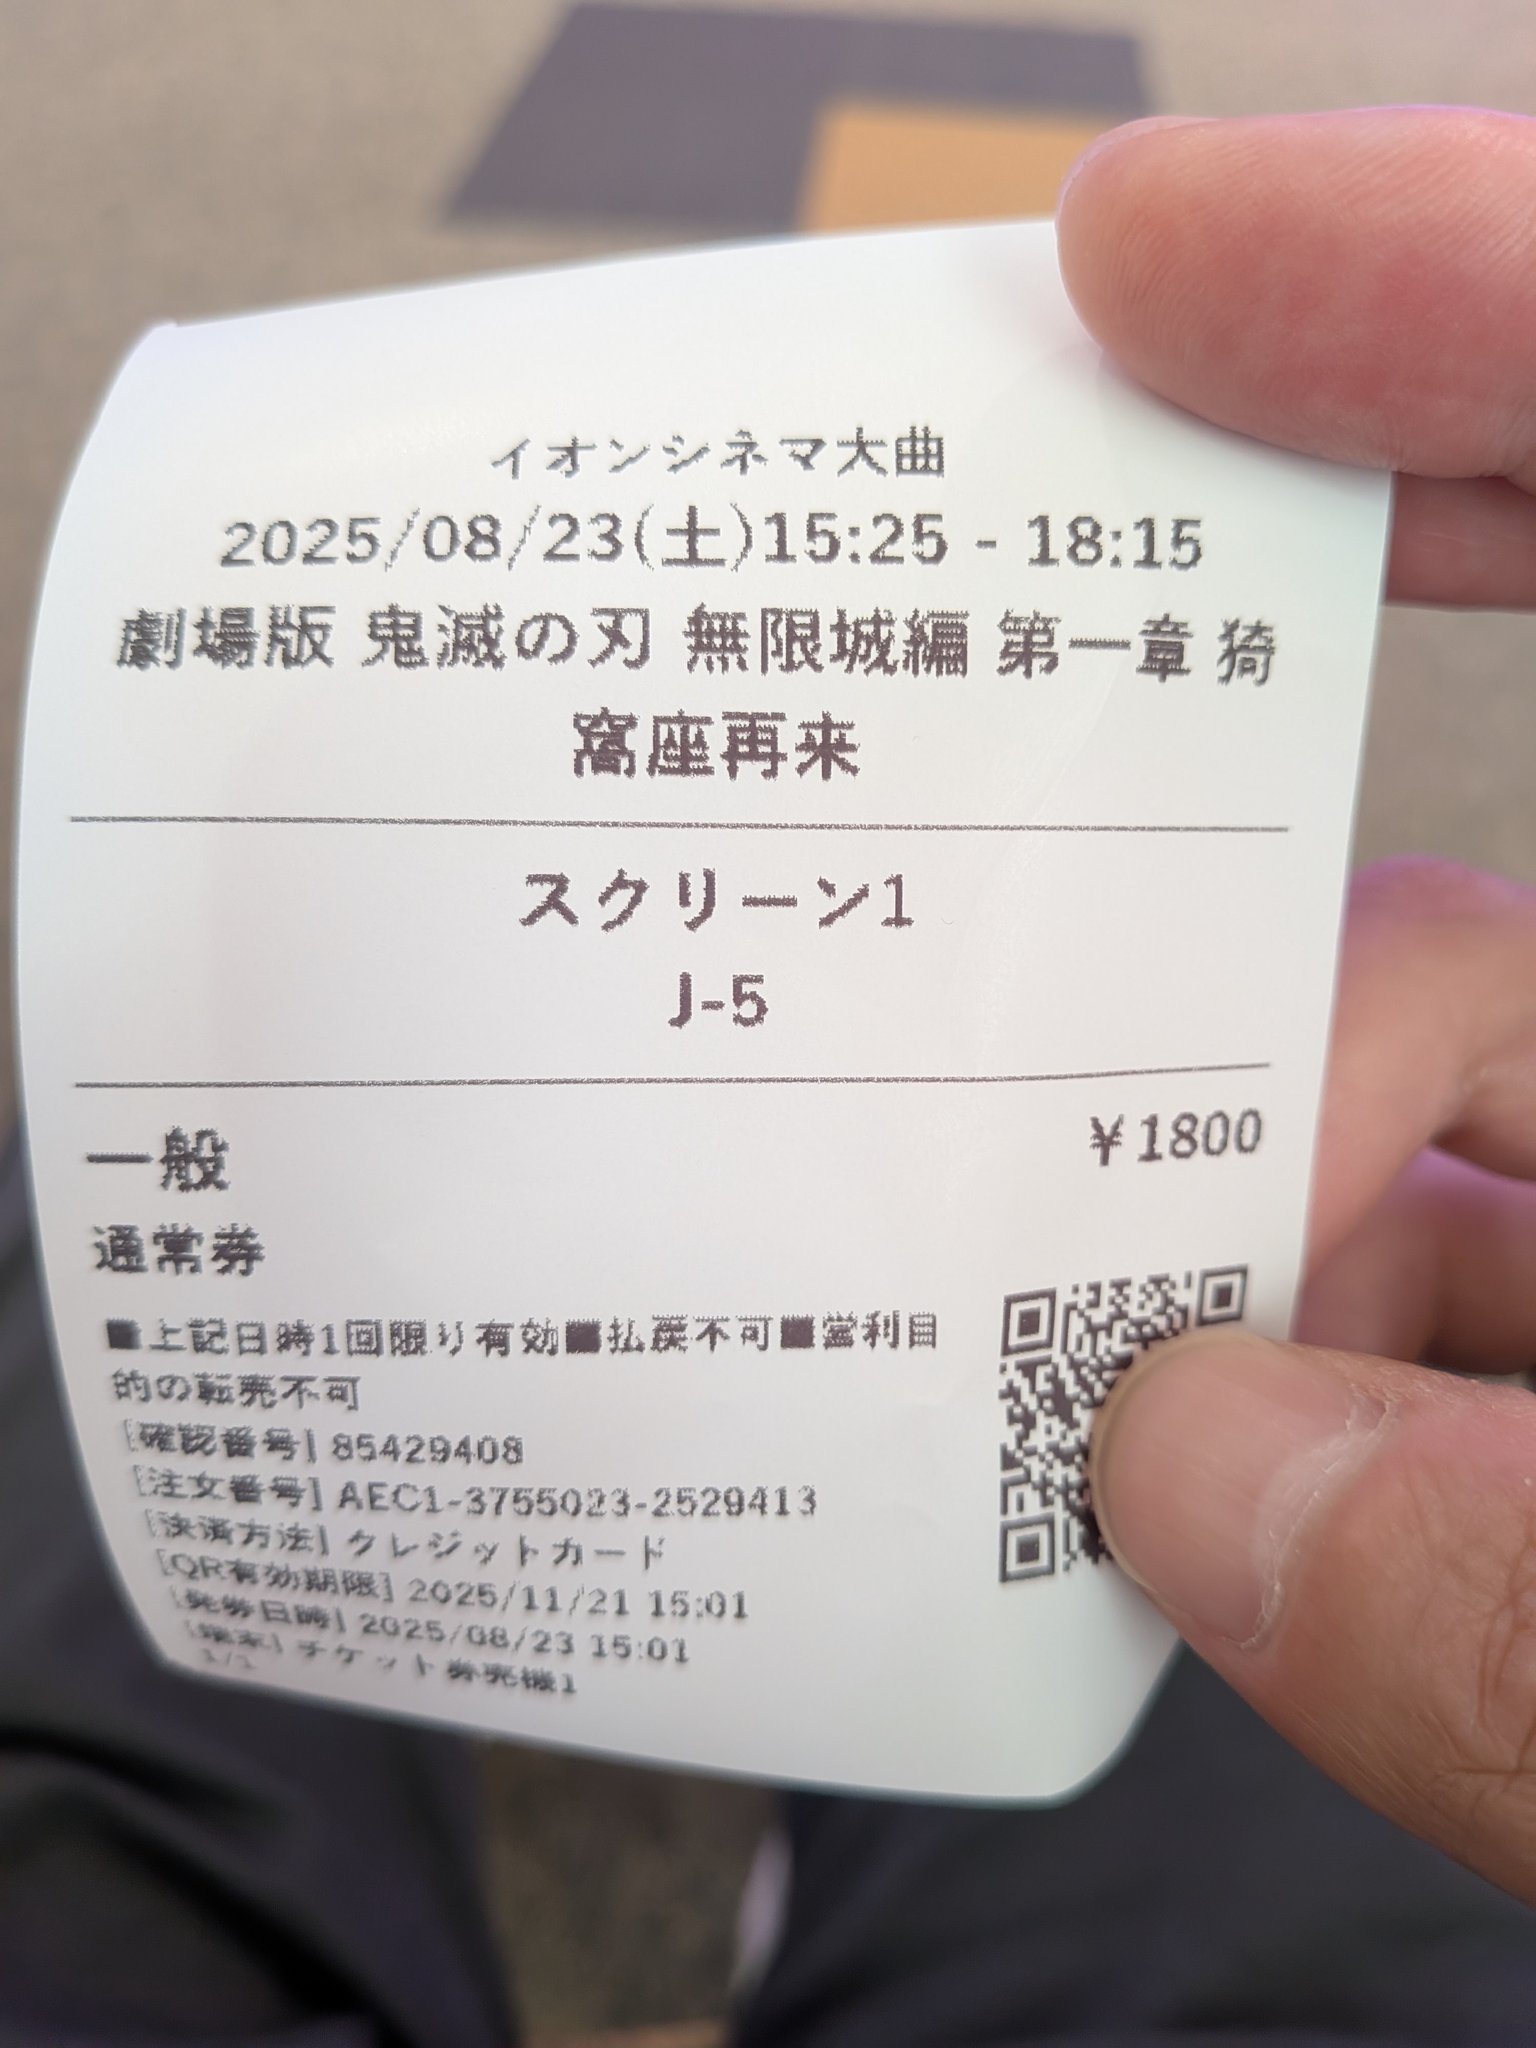 イオンシネマ大曲
2025/08/23(土)15:25 - 18:15
劇場版 鬼滅の刃 無限城編 第一章 猗
窩座再来
スクリーン1
J-5
一般 ¥1800
通常券
■上記日時1回限り有効■払戻不可■営利目
的の転売不可
[確認番号] 85429408
[注文番号] AEC1-3755023-2529413
[決済方法] クレジットカード
[QR有効期限] 2025/11/21 15:01
[発券日時] 2025/08/23 15:01
[端末] チケット券売機1
1/1